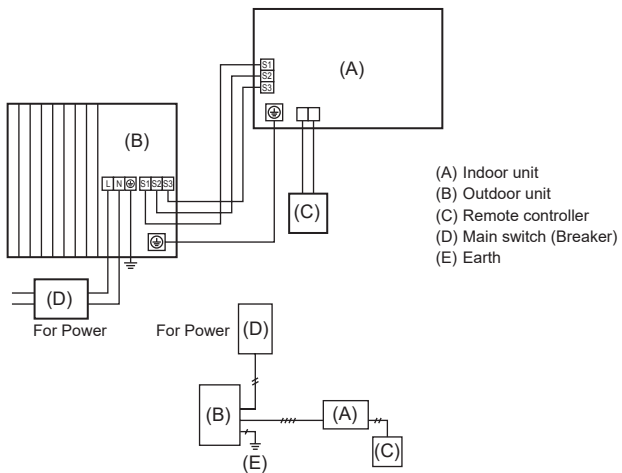 (A)
S1
S2
S3
(B)
L N S1 S2 S3
(C)
(A) Indoor unit
(B) Outdoor unit
(C) Remote controller
(D) Main switch (Breaker)
(E) Earth
(D)
For Power
For Power
(D)
(B)
(A)
(C)
(E)